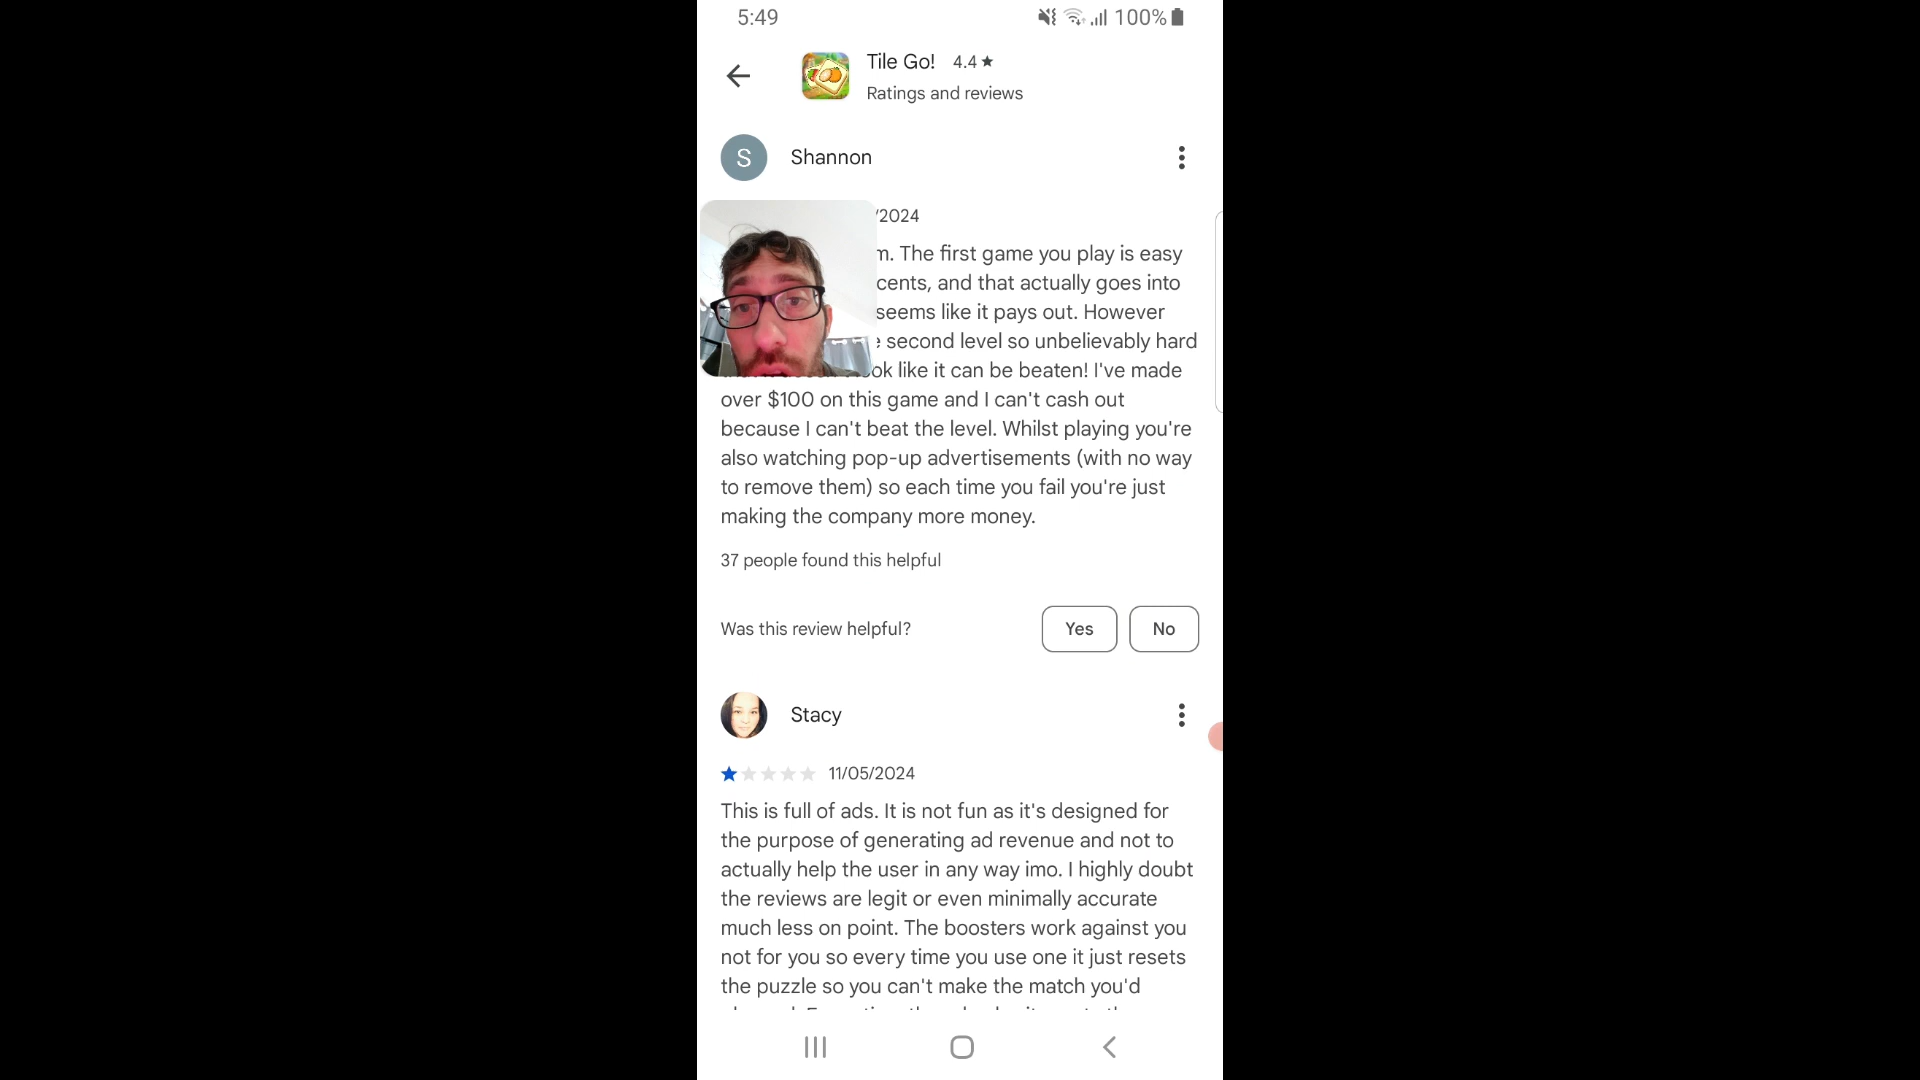 5:49
100%
Tile Go! 4.4★
Ratings and reviews
S
Shannon
/2024
m. The first game you play is easy
cents, and that actually goes into
seems like it pays out. However
second level so unbelievably hard
like it can be beaten! I've made
over $100 on this game and I can't cash out
because I can't beat the level. Whilst playing you're
also watching pop-up advertisements (with no way
to remove them) so each time you fail you're just
making the company more money.
37 people found this helpful
Was this review helpful?
Yes
No
Stacy
11/05/2024
This is full of ads. It is not fun as it's designed for
the purpose of generating ad revenue and not to
actually help the user in any way imo. I highly doubt
the reviews are legit or even minimally accurate
much less on point. The boosters work against you
not for you so every time you use one it just resets
the puzzle so you can't make the match you'd